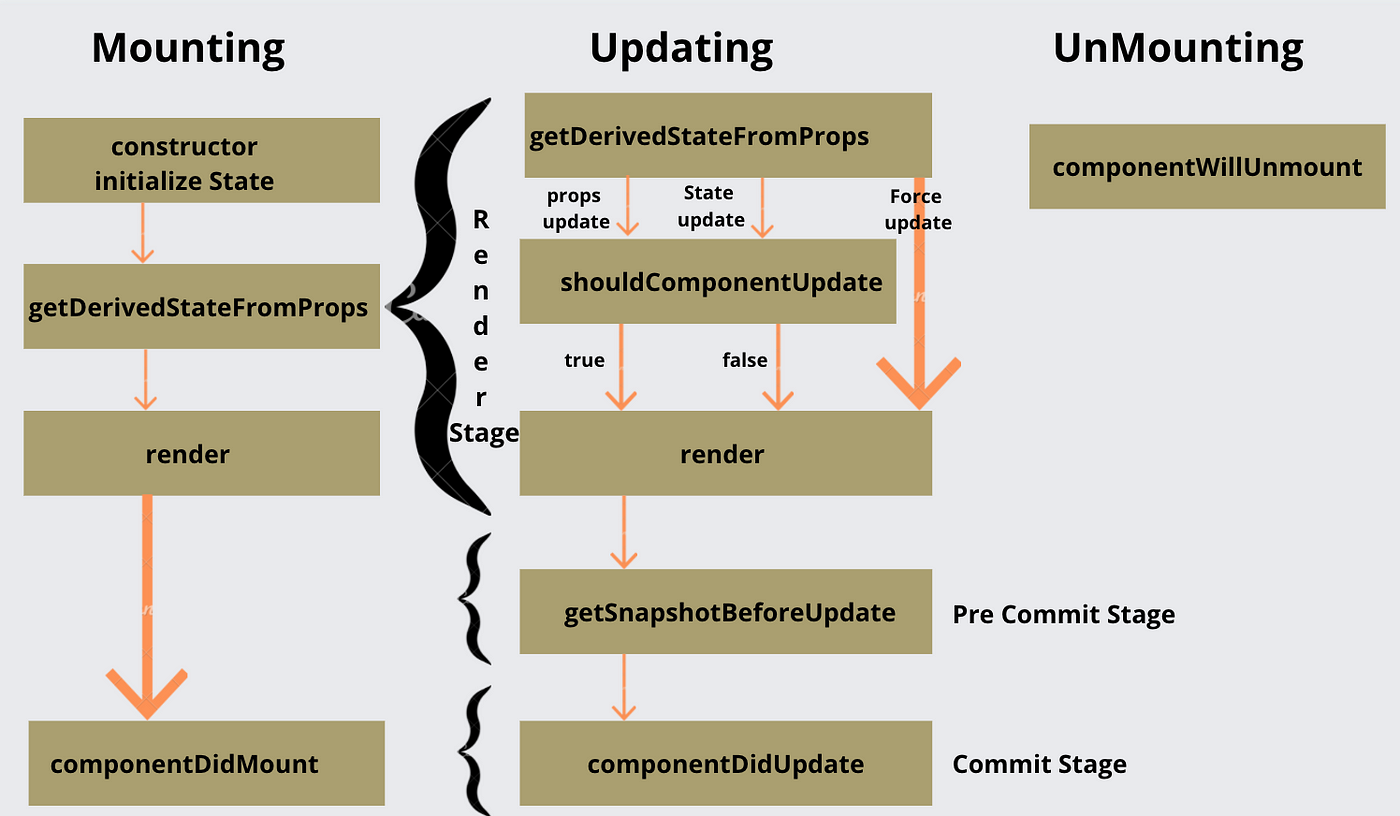 Mounting
Updating
UnMounting
constructor
initialize State
getDerivedStateFromProps
render
componentDidMount
Render
Stage
getDerivedStateFromProps
props
update
State
update
Force
update
shouldComponentUpdate
true
false
render
getSnapshotBeforeUpdate
Pre Commit Stage
componentDidUpdate
Commit Stage
componentWillUnmount